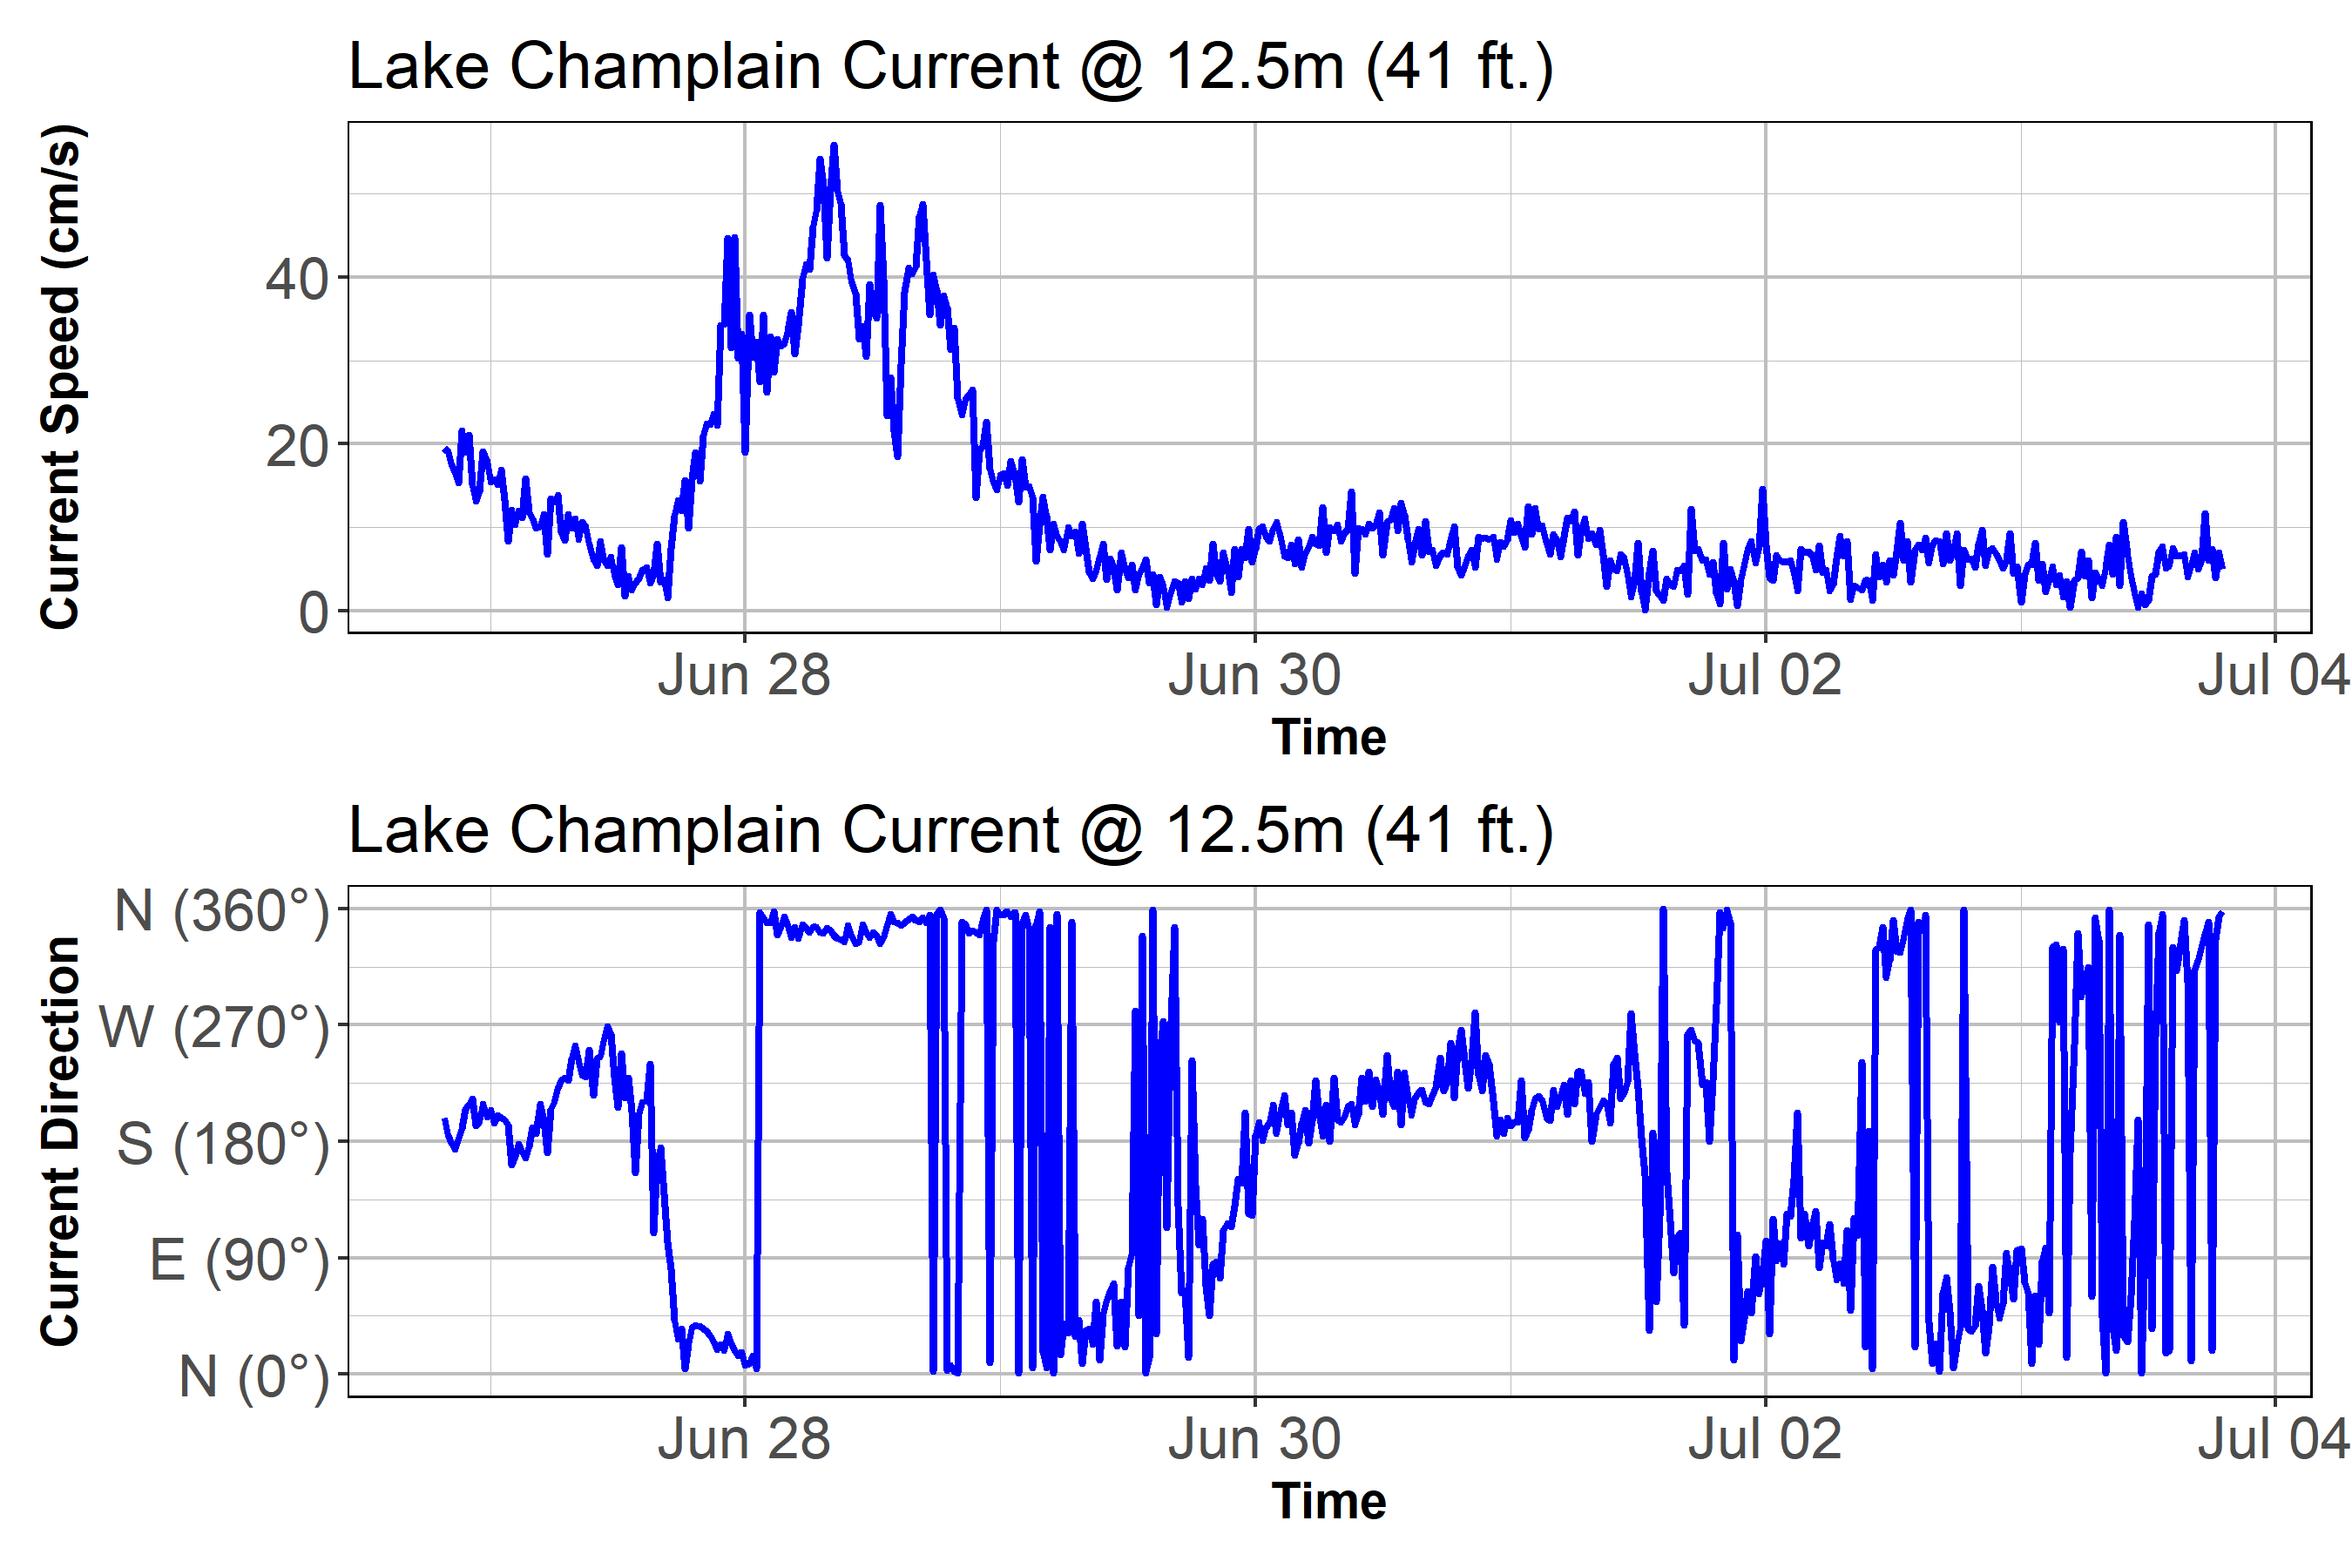 Lake Champlain Current @ 12.5m (41 ft.)
Current Speed (cm/s)
40
20
0
Jun 28 Jun 30 Jul 02 Jul 04
Time
Lake Champlain Current @ 12.5m (41 ft.)
Current Direction
N (360°)
W (270°)
S (180°)
E (90°)
N (0°)
Jun 28 Jun 30 Jul 02 Jul 04
Time